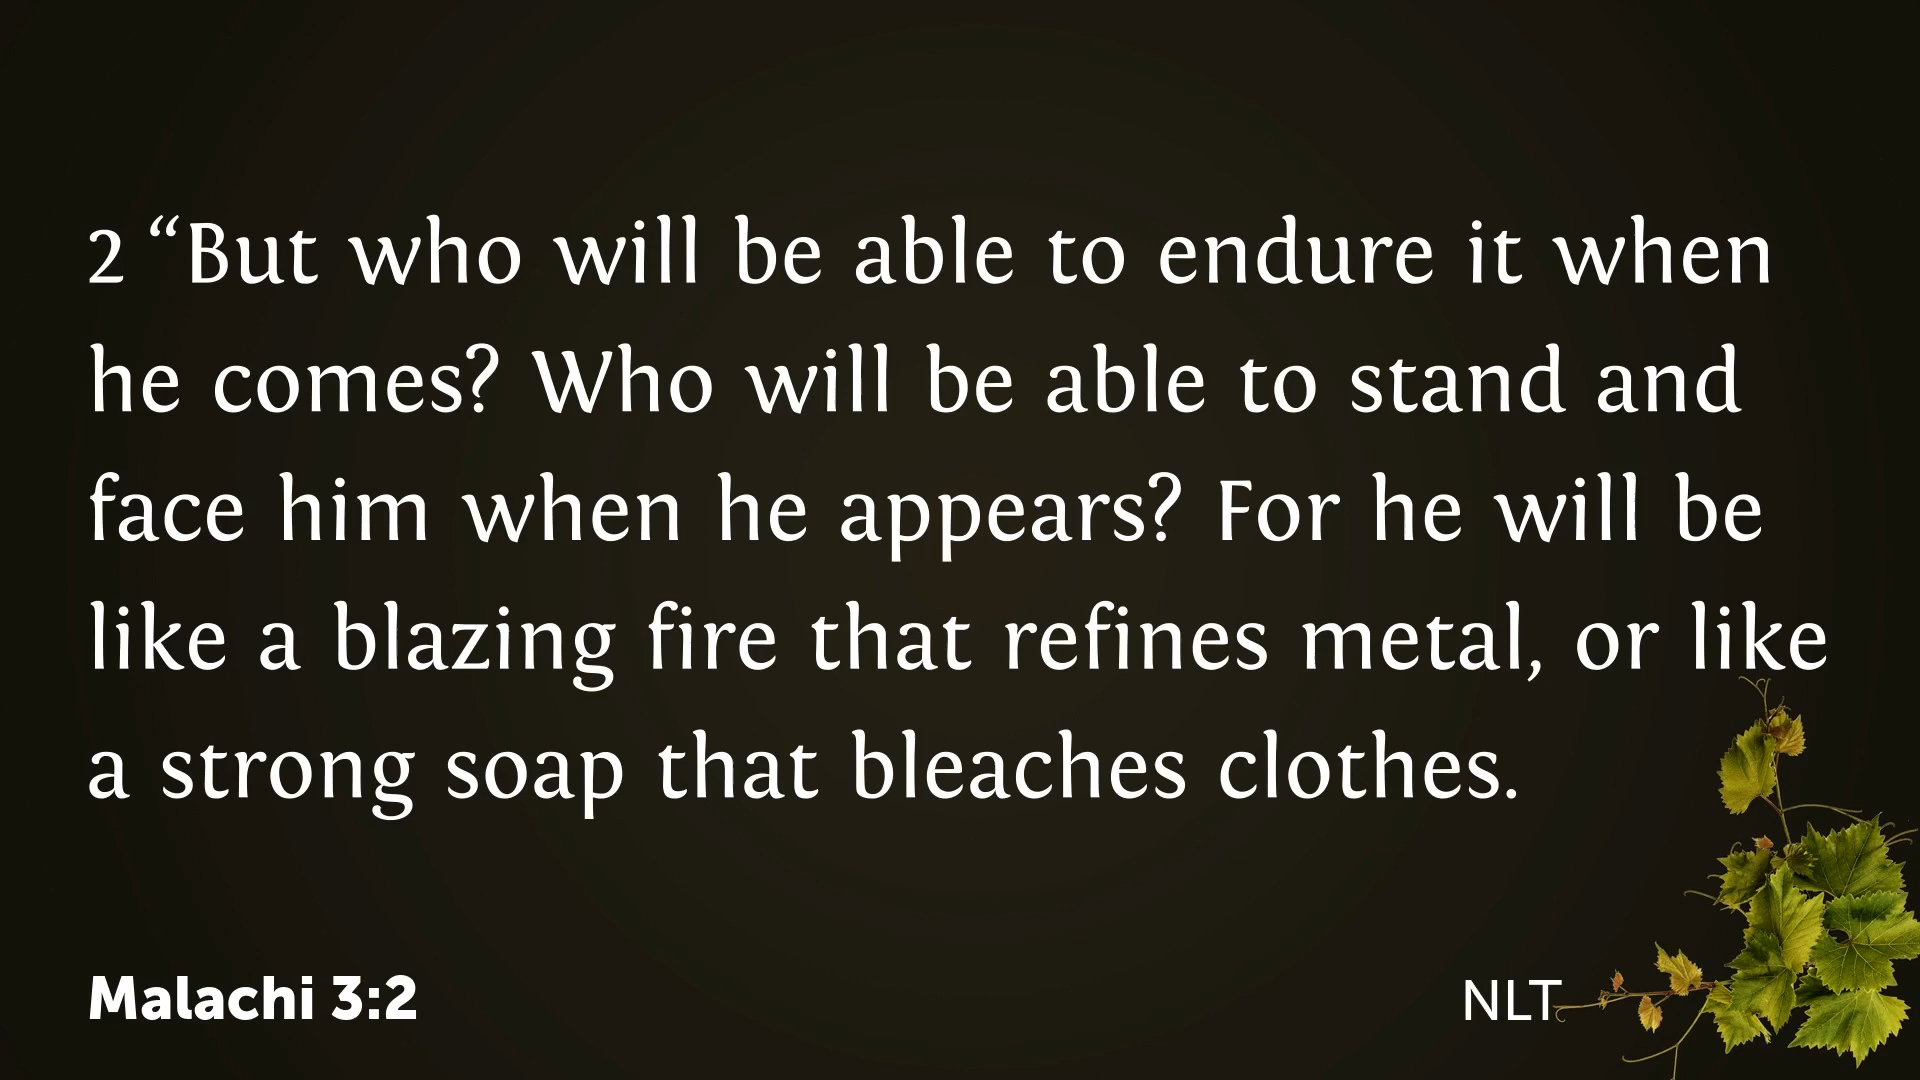 2 “But who will be able to endure it when
he comes? Who will be able to stand and
face him when he appears? For he will be
like a blazing fire that refines metal, or like
a strong soap that bleaches clothes.
Malachi 3:2
NLT